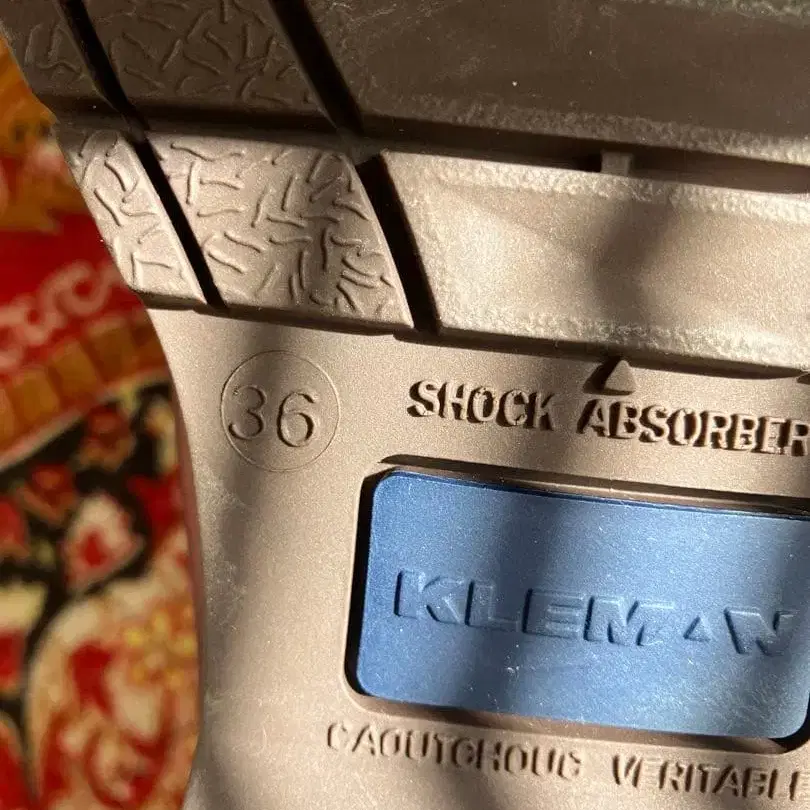 36
SHOCK ABSORBER
KLEMAN
CAOUTCHOUC VERITABLE